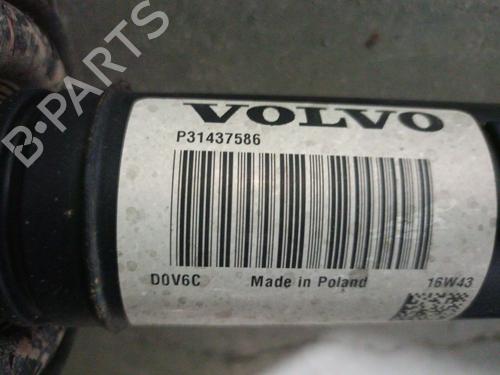 B-PARTS
VOLVO
P31437586
D0V6C Made in Poland 16W43